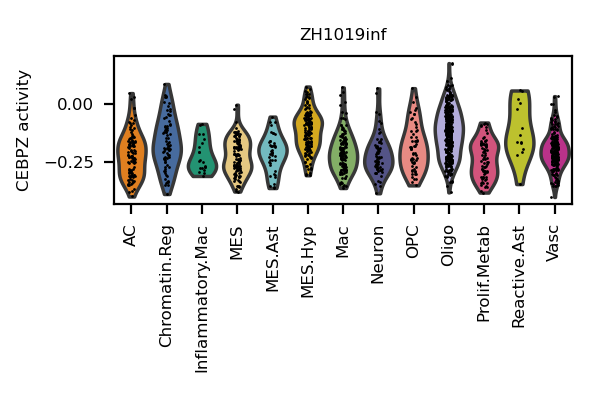 ZH1019inf
CEBPZ activity
0.00
−0.25
AC
Chromatin.Reg
Inflammatory.Mac
MES
MES.Ast
MES.Hyp
Mac
Neuron
OPC
Oligo
Prolif.Metab
Reactive.Ast
Vasc